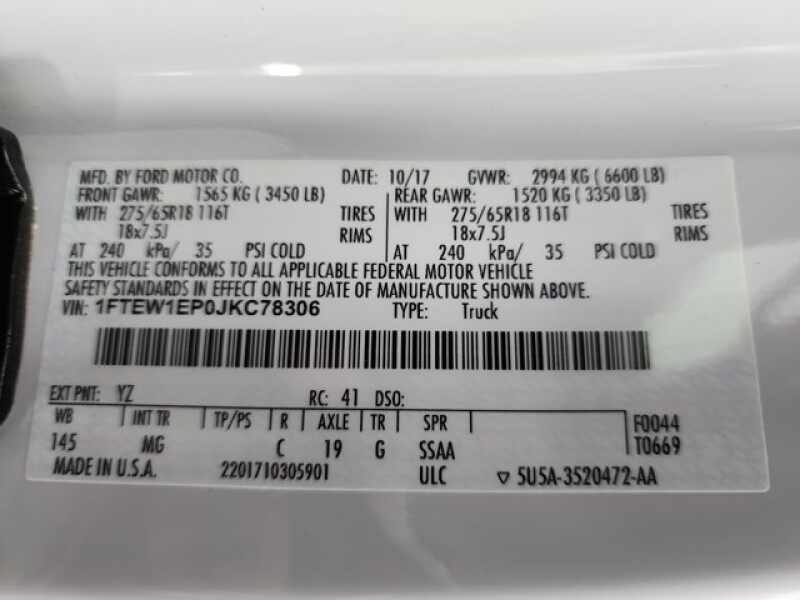 MFD. BY FORD MOTOR CO. DATE: 10/17 GVWR: 2994 KG ( 6600 LB)
FRONT GAWR: 1565 KG ( 3450 LB) REAR GAWR: 1520 KG ( 3350 LB)
WITH 275/65R18 116T TIRES WITH 275/65R18 116T TIRES
18x7.5J RIMS 18x7.5J RIMS
AT 240 kPa/ 35 PSI COLD AT 240 kPa/ 35 PSI COLD
THIS VEHICLE CONFORMS TO ALL APPLICABLE FEDERAL MOTOR VEHICLE
SAFETY STANDARDS IN EFFECT ON THE DATE OF MANUFACTURE SHOWN ABOVE.
VIN: 1FTEW1EP0JKC78306 TYPE: Truck
EXT PNT: YZ RC: 41 DSO:
WB INT TR TP/PS R AXLE TR SPR F0044
145 MG C 19 G SSAA T0669
MADE IN U.S.A. 2201710305901 ULC ▽ 5U5A-3520472-AA